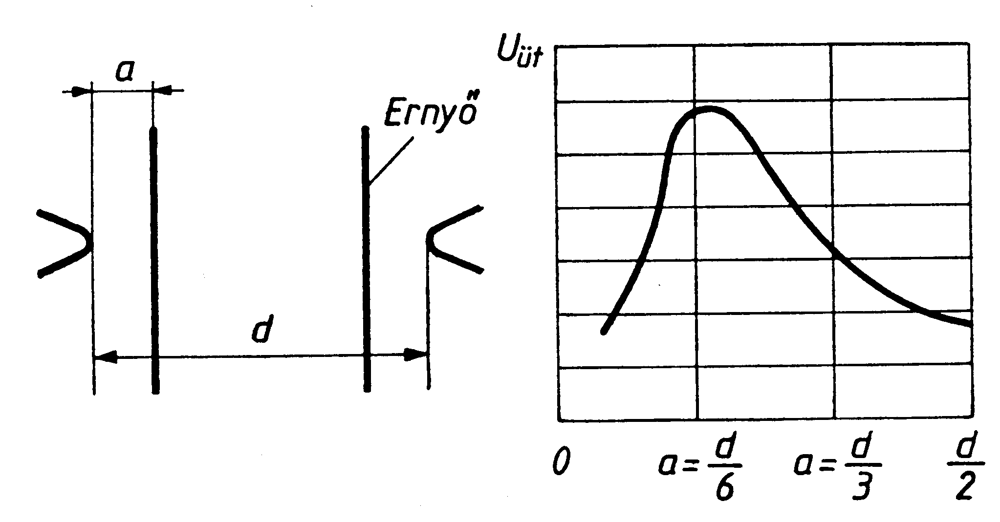 a
Ernyő
d
Uüt
0
a = d/6
a = d/3
d/2